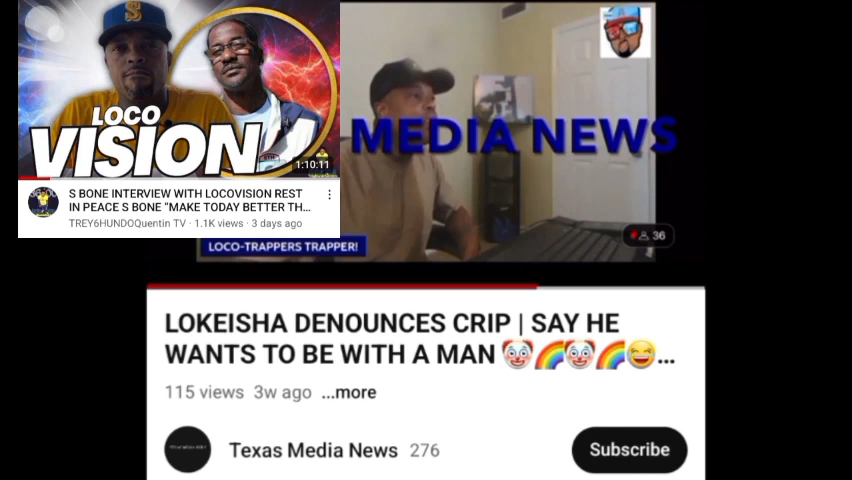 S
LOCO
VISION
1:10:11
S BONE INTERVIEW WITH LOCOVISION REST
IN PEACE S BONE “MAKE TODAY BETTER TH...
TREY6HUNDOQuentin TV · 1.1K views · 3 days ago
MEDIA NEWS
36
LOCO-TRAPPERS TRAPPER!
LOKEISHA DENOUNCES CRIP | SAY HE
WANTS TO BE WITH A MAN 🤡🌈🤡🌈😂...
115 views 3w ago ...more
Texas Media News 276
Subscribe